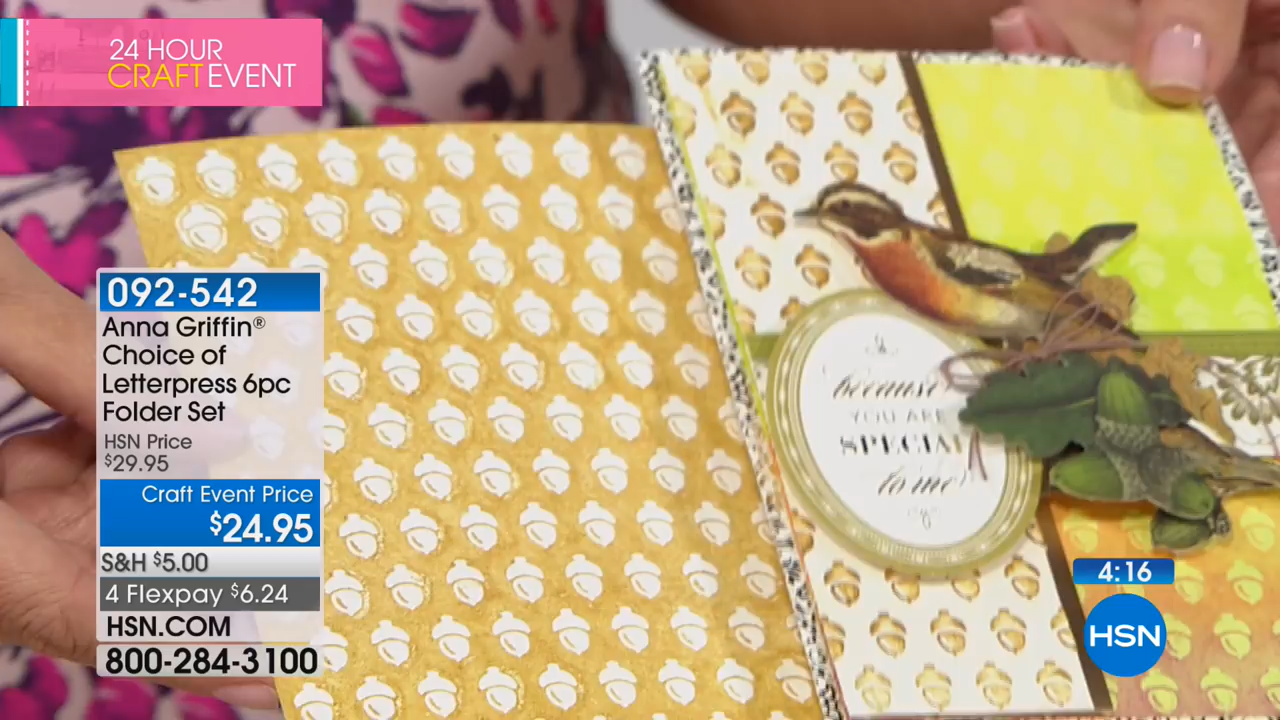 24 HOUR
CRAFT EVENT
092-542
Anna Griffin®
Choice of
Letterpress 6pc
Folder Set
HSN Price
$29.95
Craft Event Price
$24.95
S&H $5.00
4 Flexpay $6.24
HSN.COM
800-284-3100
because
YOU ARE
SPECIAL
to me
4:16
HSN